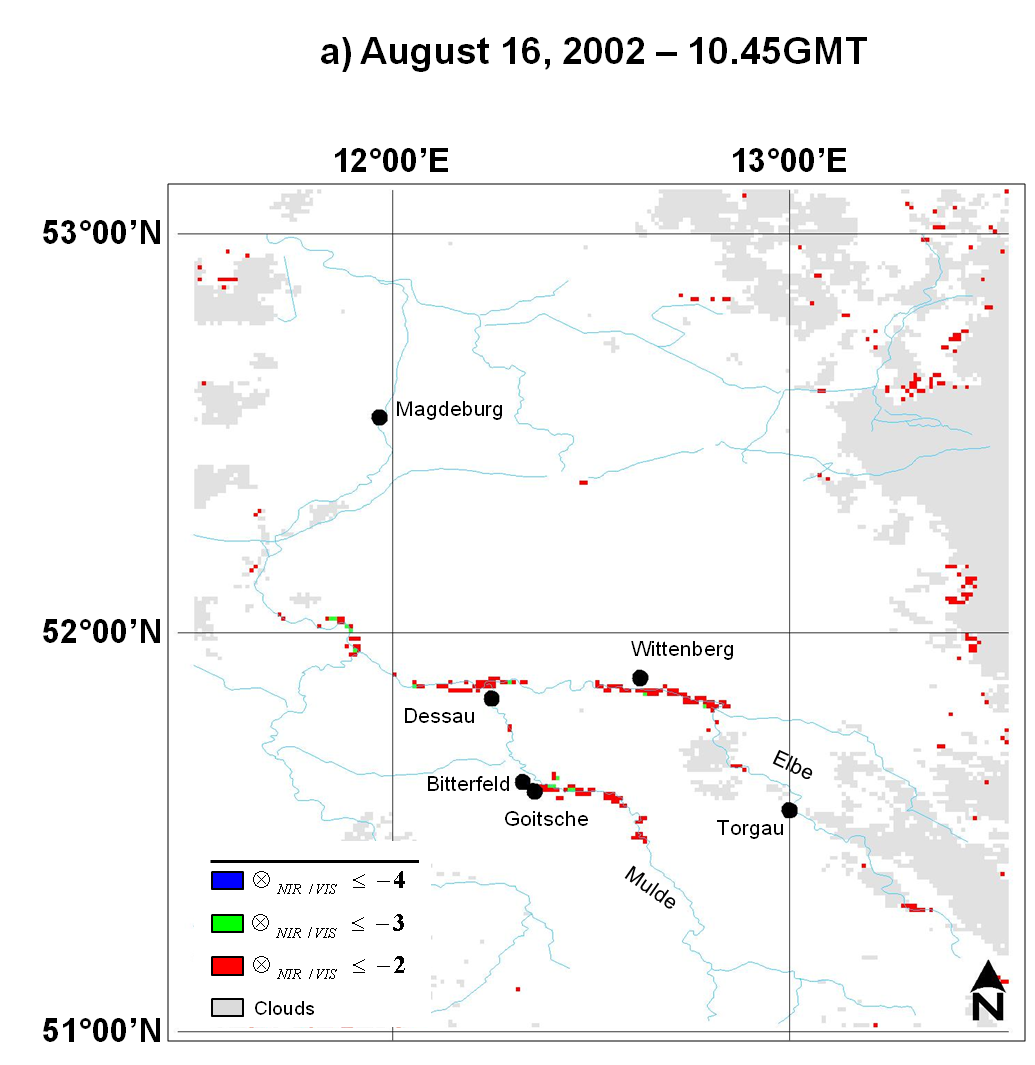 a) August 16, 2002 – 10.45GMT
12°00’E 13°00’E
53°00’N
Magdeburg
52°00’N
Wittenberg
Dessau
Elbe
Bitterfeld
Goitsche
Torgau
Mulde
⊗ NIR / VIS ≤ −4
⊗ NIR / VIS ≤ −3
⊗ NIR / VIS ≤ −2
Clouds
N
51°00’N